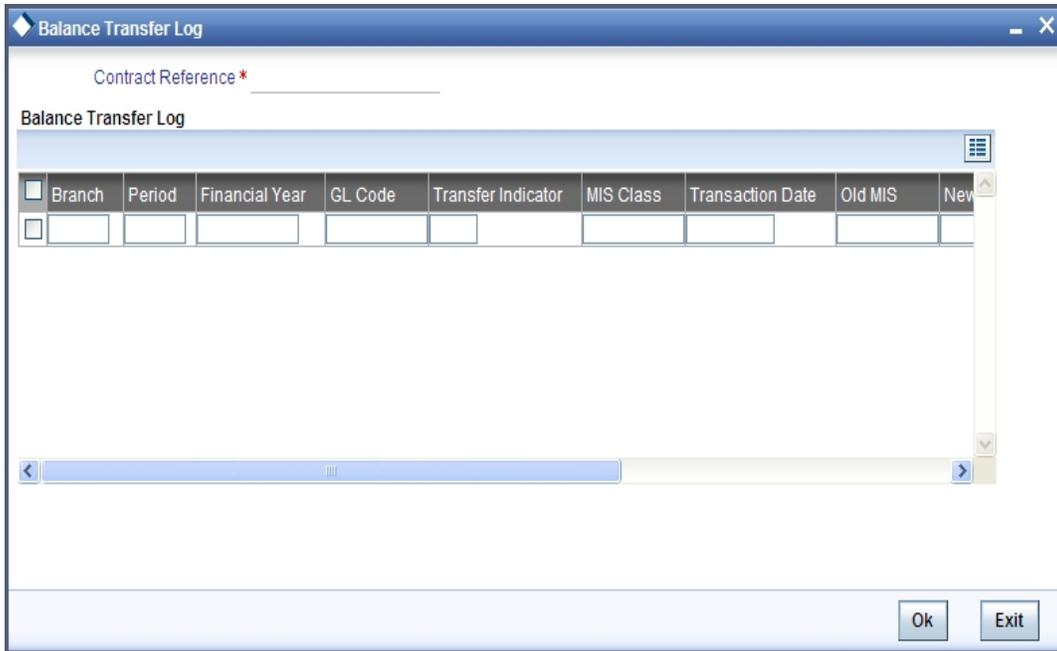 Balance Transfer Log
Contract Reference *
Balance Transfer Log
Branch Period Financial Year GL Code Transfer Indicator MIS Class Transaction Date Old MIS New
Ok Exit